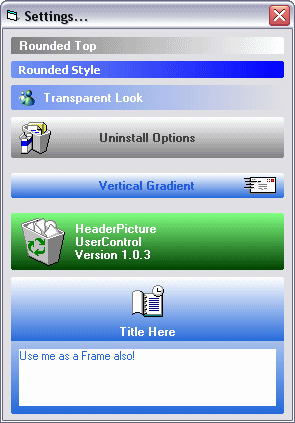 Settings...
Rounded Top
Rounded Style
Transparent Look
Uninstall Options
Vertical Gradient
HeaderPicture
UserControl
Version 1.0.3
Title Here
Use me as a Frame also!